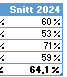 Snitt 2024
% 60 %
% 53 %
% 71%
% 59 %
% 64,1 %